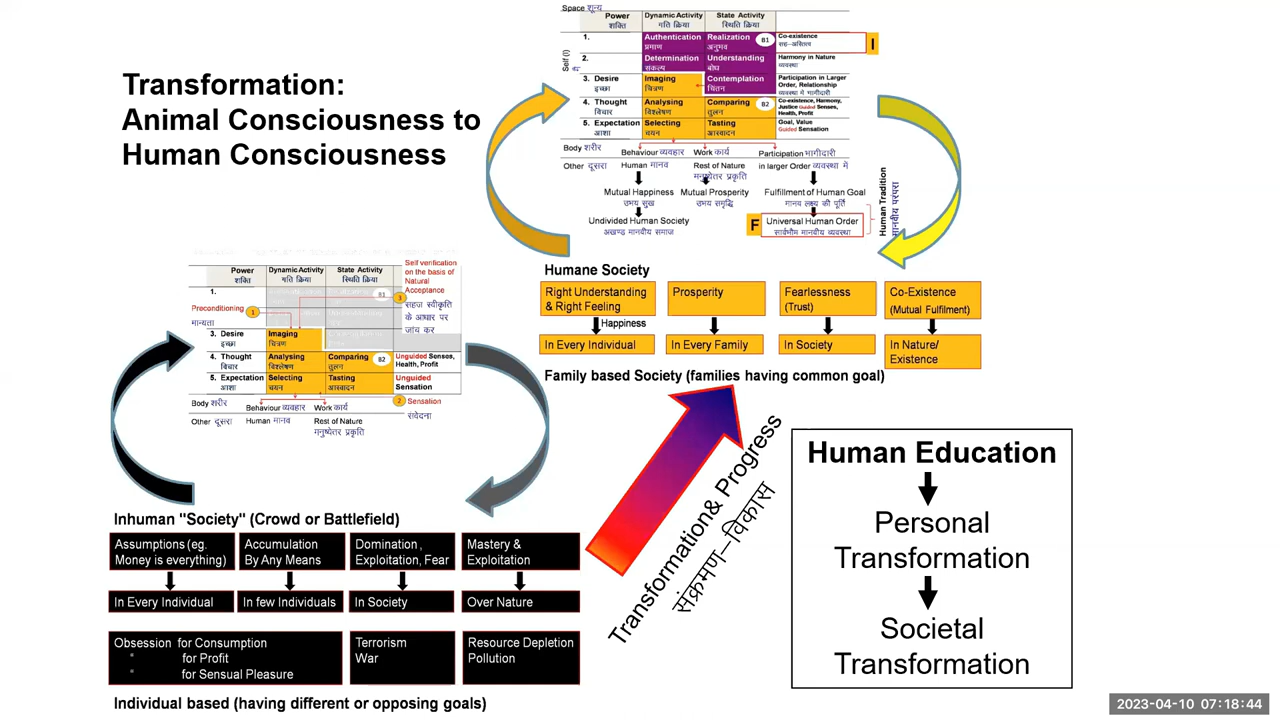 Transformation:
Animal Consciousness to
Human Consciousness
Space शून्य
Power
शक्ति
Dynamic Activity
गति क्रिया
State Activity
स्थिति क्रिया
Self (I)
1.
Authentication
प्रमाण
Realization
अनुभव
B1
Co-existence
सह-अस्तित्व
I
2.
Determination
संकल्प
Understanding
बोध
Harmony in Nature
व्यवस्था
3. Desire
इच्छा
Imaging
चित्रण
Contemplation
चिंतन
Participation in Larger
Order, Relationship
व्यवस्था में भागीदारी
4. Thought
विचार
Analysing
विश्लेषण
Comparing
तुलन
B2
Co-existence, Harmony,
Justice Guided Senses,
Health, Profit
5. Expectation
आशा
Selecting
चयन
Tasting
आस्वादन
Goal, Value
Guided Sensation
Body शरीर
Behaviour व्यवहार
Work कार्य
Participation भागीदारी
Other दूसरा
Human मानव
Rest of Nature
मनुष्येतर प्रकृति
in larger Order व्यवस्था में
Mutual Happiness
उभय सुख
Mutual Prosperity
उभय समृद्धि
Fulfillment of Human Goal
मानव लक्ष्य की पूर्ति
Undivided Human Society
अखण्ड मानवीय समाज
F
Universal Human Order
सार्वभौम मानवीय व्यवस्था
Human Tradition
मानवीय परंपरा
Humane Society
Right Understanding
& Right Feeling
Prosperity
Fearlessness
(Trust)
Co-Existence
(Mutual Fulfilment)
Happiness
In Every Individual
In Every Family
In Society
In Nature/
Existence
Family based Society (families having common goal)
Power
शक्ति
Dynamic Activity
गति क्रिया
State Activity
स्थिति क्रिया
Self verification
on the basis of
Natural
Acceptance
3
सहज स्वीकृति
के आधार पर
जांच कर
1.
B1
Preconditioning
1
मान्यता
3. Desire
इच्छा
Imaging
चित्रण
4. Thought
विचार
Analysing
विश्लेषण
Comparing
तुलन
B2
Unguided Senses,
Health, Profit
5. Expectation
आशा
Selecting
चयन
Tasting
आस्वादन
Unguided
Sensation
Body शरीर
Behaviour व्यवहार
Work कार्य
2
Sensation
संवेदना
Other दूसरा
Human मानव
Rest of Nature
मनुष्येतर प्रकृति
Inhuman "Society" (Crowd or Battlefield)
Assumptions (eg.
Money is everything)
Accumulation
By Any Means
Domination ,
Exploitation, Fear
Mastery &
Exploitation
In Every Individual
In few Individuals
In Society
Over Nature
Obsession for Consumption
" for Profit
" for Sensual Pleasure
Terrorism
War
Resource Depletion
Pollution
Individual based (having different or opposing goals)
Transformation& Progress
संक्रमण–विकास
Human Education
Personal
Transformation
Societal
Transformation
2023-04-10 07:18:44